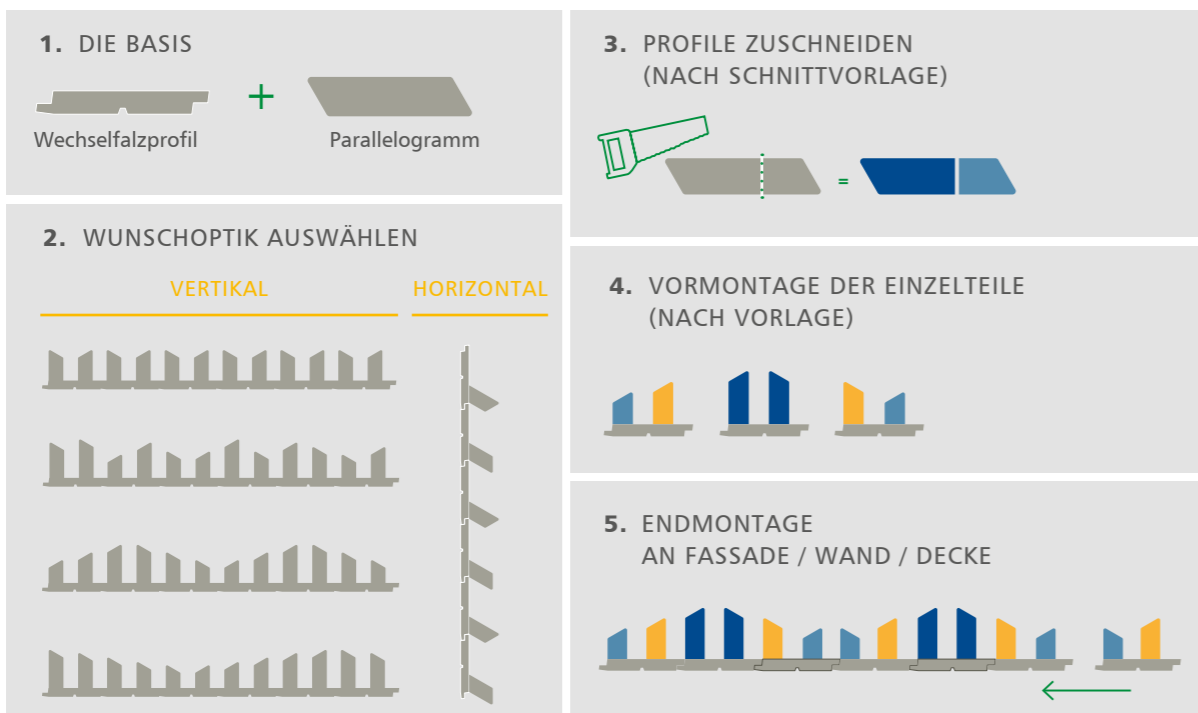 1. DIE BASIS
+
Wechselfalzprofil
Parallelogramm
2. WUNSCHOPTIK AUSWÄHLEN
VERTIKAL
HORIZONTAL
3. PROFILE ZUSCHNEIDEN
(NACH SCHNITTVORLAGE)
=
4. VORMONTAGE DER EINZELTEILE
(NACH VORLAGE)
5. ENDMONTAGE
AN FASSADE / WAND / DECKE